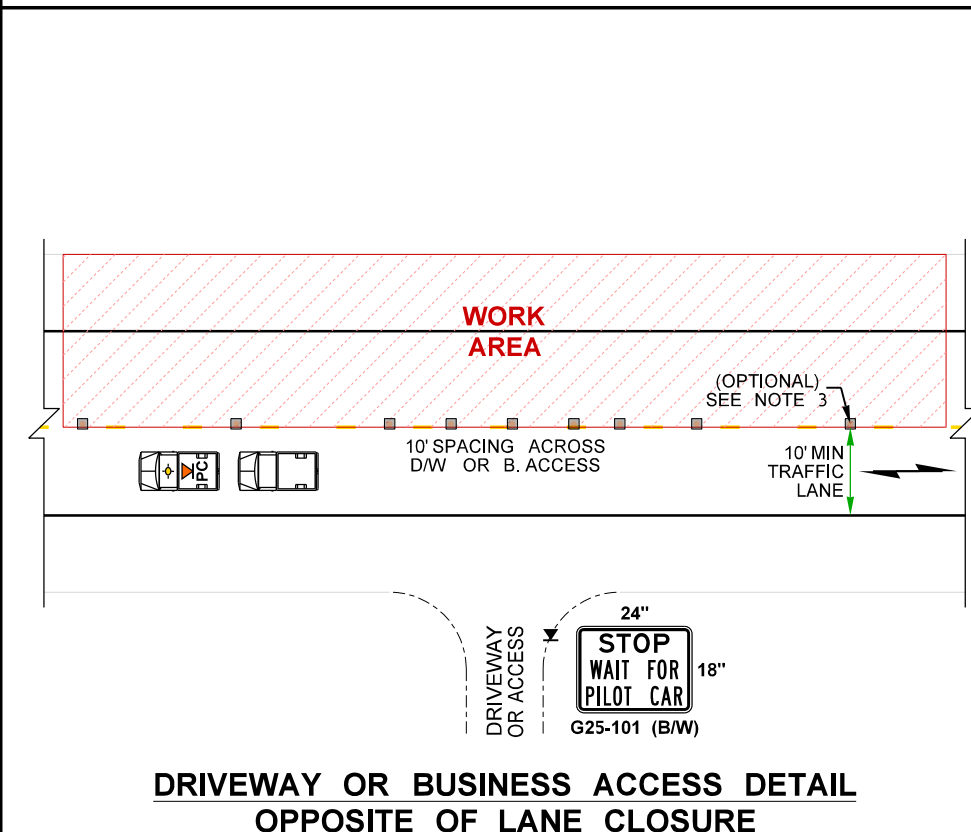 WORK
AREA
(OPTIONAL)
SEE NOTE 3
10' SPACING ACROSS
D/W OR B. ACCESS
10' MIN
TRAFFIC
LANE
PC
24"
DRIVEWAY
OR ACCESS
STOP
WAIT FOR
PILOT CAR
18"
G25-101 (B/W)
DRIVEWAY OR BUSINESS ACCESS DETAIL
OPPOSITE OF LANE CLOSURE